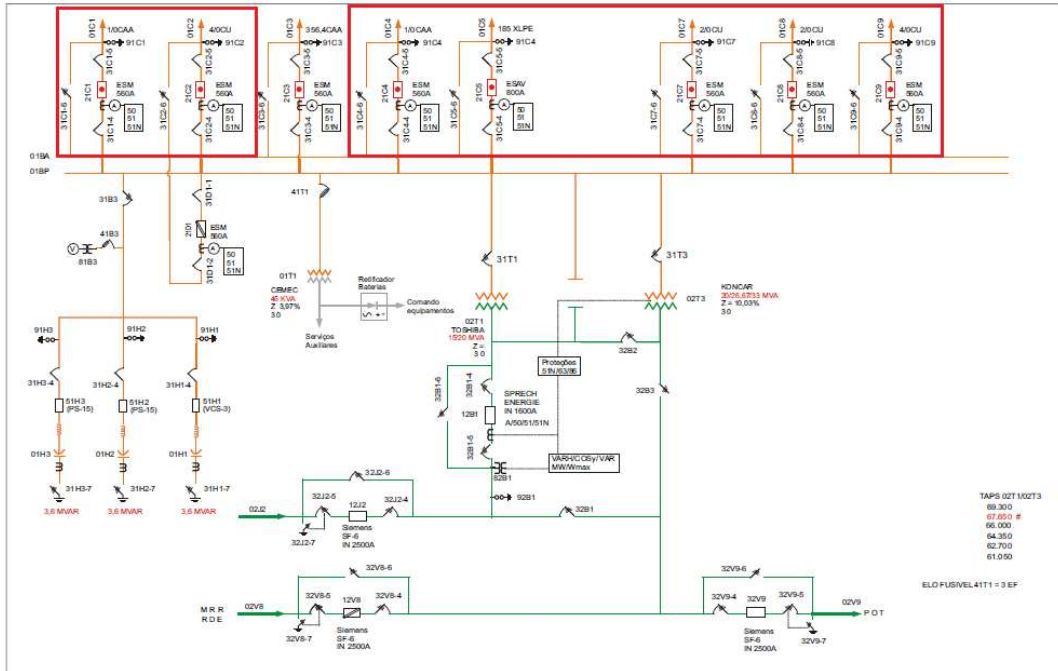 01C1
1/0CAA
91C1
31C1-5
21C1
ESM
560A
A
50
51
51N
31C1-6
31C1-4
01C2
4/0CU
91C2
31C2-5
21C2
ESM
560A
A
50
51
51N
31C2-6
31C2-4
01C3
356,4CAA
91C3
31C3-5
21C3
ESM
560A
A
50
51
51N
31C3-6
31C3-4
01C4
1/0CAA
91C4
31C4-5
21C4
ESM
560A
A
50
51
51N
31C4-6
31C4-4
01C5
185 XLPE
91C4
31C5-5
21C5
ESAV
800A
A
50
51
51N
31C5-6
31C5-4
01C7
2/0CU
91C7
31C7-5
21C7
ESM
560A
A
50
51
51N
31C7-6
31C7-4
01C8
2/0CU
91C8
31C8-5
21C8
ESM
560A
A
50
51
51N
31C8-6
31C8-4
01C9
4/0CU
91C9
31C9-5
21C9
ESM
560A
A
50
51
51N
31C9-6
31C9-4
01BA
01BP
31B3
41B3
V
81B3
31D1-1
21D1
ESM
560A
A
50
51
51N
31D1-2
41T1
01T1
CEMEC
45 KVA
Z 3,97%
30
Retificador
Baterias
Comando
equipamentos
Serviços
Auxiliares
31T1
02T1
TOSHIBA
15/20 MVA
Z =
30
31T3
KONCAR
20/26,67/33 MVA
Z = 10,03%
30
02T3
32B2
32B3
Proteções
51N/63/86
32B1-6
32B1-4
SPRECH
ENERGIE
IN 1600A
12B1
A/50/51/51N
32B1-5
VARH/COSy/VAR
MW/Wmax
82B1
92B1
32B1
91H3
91H2
91H1
31H3-4
31H2-4
31H1-4
51H3
(PS-15)
51H2
(PS-15)
51H1
(VCS-3)
01H3
01H2
01H1
31H3-7
31H2-7
31H1-7
3,6 MVAR
3,6 MVAR
3,6 MVAR
02J2
32J2-6
32J2-5
12J2
32J2-4
32J2-7
Siemens
SF-6
IN 2500A
M R R
R D E
02V8
32V8-6
32V8-5
12V8
32V8-4
32V8-7
Siemens
SF-6
IN 2500A
32V9-6
32V9-4
32V9
32V9-5
02V9
P O T
32V9-7
Siemens
SF-6
IN 2500A
TAPS 02T1/02T3
69.300
67.650 #
66.000
64.350
62.700
61.050
ELO FUSIVEL 41T1 = 3 EF